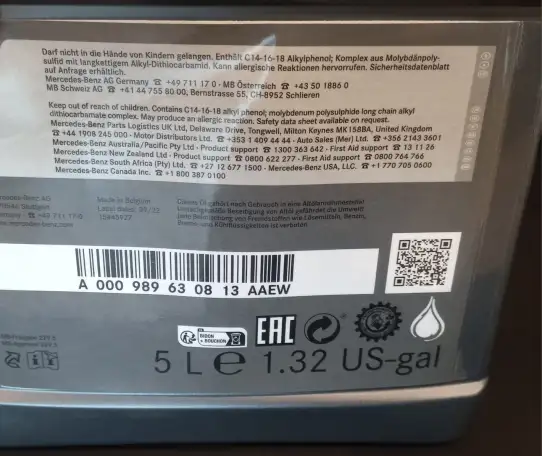 Darf nicht in die Hände von Kindern gelangen. Enthält C14-16-18 Alkylphenol; Komplex aus Molybdänpoly-
sulfid mit langkettigem Alkyl-Dithiocarbamid. Kann allergische Reaktionen hervorrufen. Sicherheitsdatenblatt
auf Anfrage erhältlich.
Mercedes-Benz AG Germany ☎ +49 711 17 0 · MB Österreich ☎ +43 50 1886 0
MB Schweiz AG ☎ +41 44 755 80 00, Bernstrasse 55, CH-8952 Schlieren
Keep out of reach of children. Contains C14-16-18 alkyl phenol; molybdenum polysulfide long chain alkyl
dithiocarbamate complex. May produce an allergic reaction. Safety data sheet available on request.
Mercedes-Benz Parts Logistics UK Ltd, Delaware Drive, Tongwell, Milton Keynes MK 158BA, United Kingdom
☎ +44 1908 245 000 · Motor Distributors Ltd. ☎ +353 1 409 44 44 · Auto Sales (Mer) Ltd. ☎ +356 2143 3601
Mercedes-Benz Australia/Pacific Pty Ltd · Product support ☎ 1300 363 642 · First Aid support ☎ 13 11 26
Mercedes-Benz New Zealand Ltd · Product support ☎ 0800 622 277 · First Aid support ☎ 0800 764 766
Mercedes-Benz South Africa (Pty) Ltd. ☎ +27 12 677 1500 · Mercedes-Benz USA, LLC. ☎ +1 770 705 0600
Mercedes-Benz Canada Inc. ☎ +1 800 387 0100
Made in Belgium
A 000 989 63 08 13 AAEW
BIDON
+ BOUCHON
EAC
5 L e 1.32 US-gal